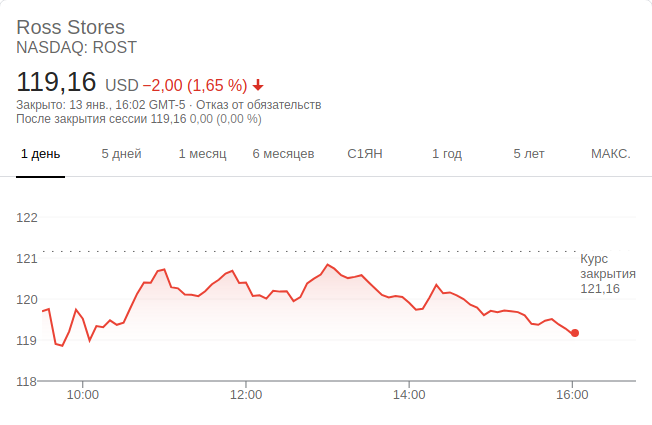 Ross Stores
NASDAQ: ROST
119,16 USD −2,00 (1,65 %)
Закрыто: 13 янв., 16:02 GMT-5 · Отказ от обязательств
После закрытия сессии 119,16 0,00 (0,00 %)
1 день 5 дней 1 месяц 6 месяцев С1ЯН 1 год 5 лет МАКС.
122
121
Курс
закрытия
121,16
120
119
118
10:00 12:00 14:00 16:00